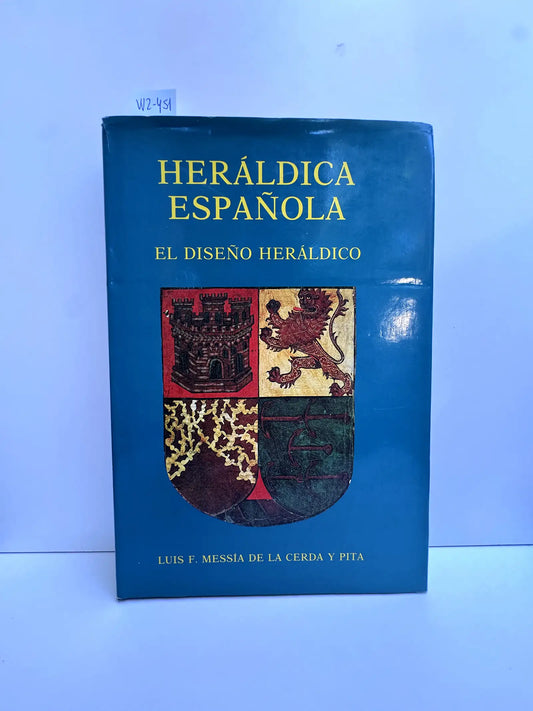 W2-451
HERÁLDICA
ESPAÑOLA
EL DISEÑO HERÁLDICO
LUIS F. MESSÍA DE LA CERDA Y PITA